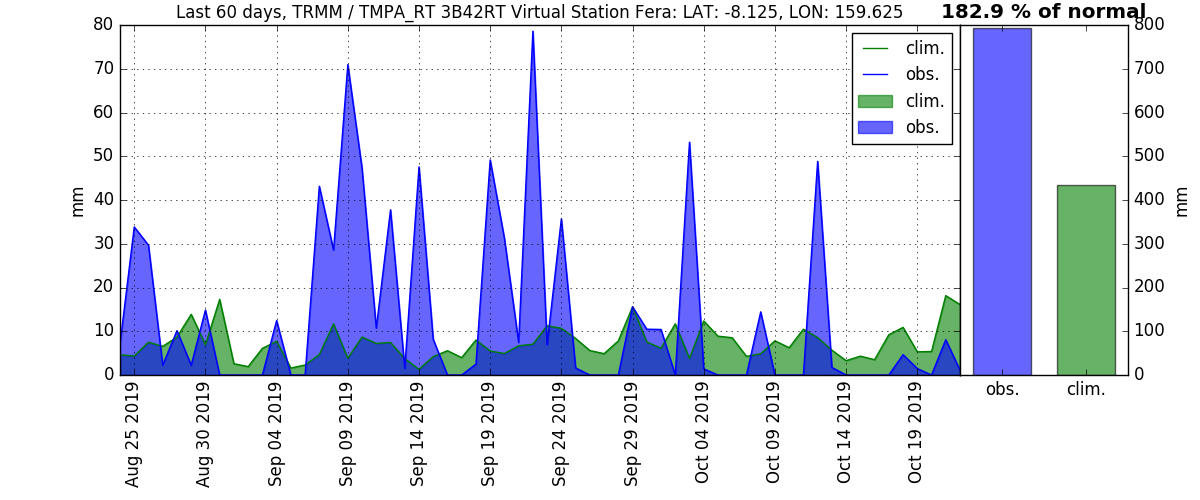 Last 60 days, TRMM / TMPA_RT 3B42RT Virtual Station Fera: LAT: -8.125, LON: 159.625
182.9 % of normal
80
70
60
50
40
30
20
10
0
mm
clim.
obs.
clim.
obs.
800
700
600
500
400
300
200
100
0
mm
Aug 25 2019
Aug 30 2019
Sep 04 2019
Sep 09 2019
Sep 14 2019
Sep 19 2019
Sep 24 2019
Sep 29 2019
Oct 04 2019
Oct 09 2019
Oct 14 2019
Oct 19 2019
obs.
clim.